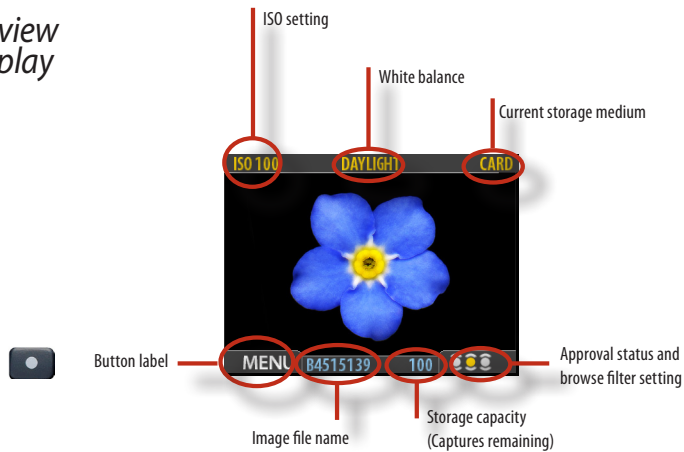 view
play
ISO setting
White balance
Current storage medium
ISO 100 DAYLIGHT CARD
Button label
MENU B4515139 100
Approval status and
browse filter setting
Image file name
Storage capacity
(Captures remaining)